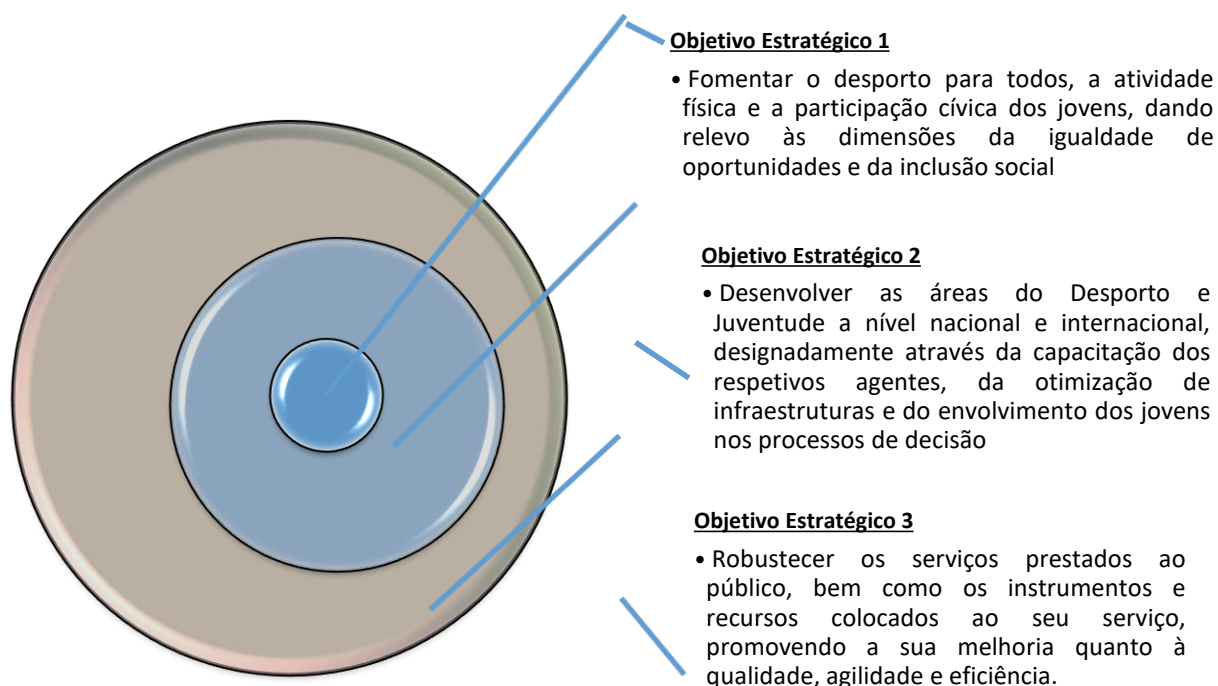 Objetivo Estratégico 1
• Fomentar o desporto para todos, a atividade
física e a participação cívica dos jovens, dando
relevo às dimensões da igualdade de
oportunidades e da inclusão social
Objetivo Estratégico 2
• Desenvolver as áreas do Desporto e
Juventude a nível nacional e internacional,
designadamente através da capacitação dos
respetivos agentes, da otimização de
infraestruturas e do envolvimento dos jovens
nos processos de decisão
Objetivo Estratégico 3
• Robustecer os serviços prestados ao
público, bem como os instrumentos e
recursos colocados ao seu serviço,
promovendo a sua melhoria quanto à
qualidade, agilidade e eficiência.